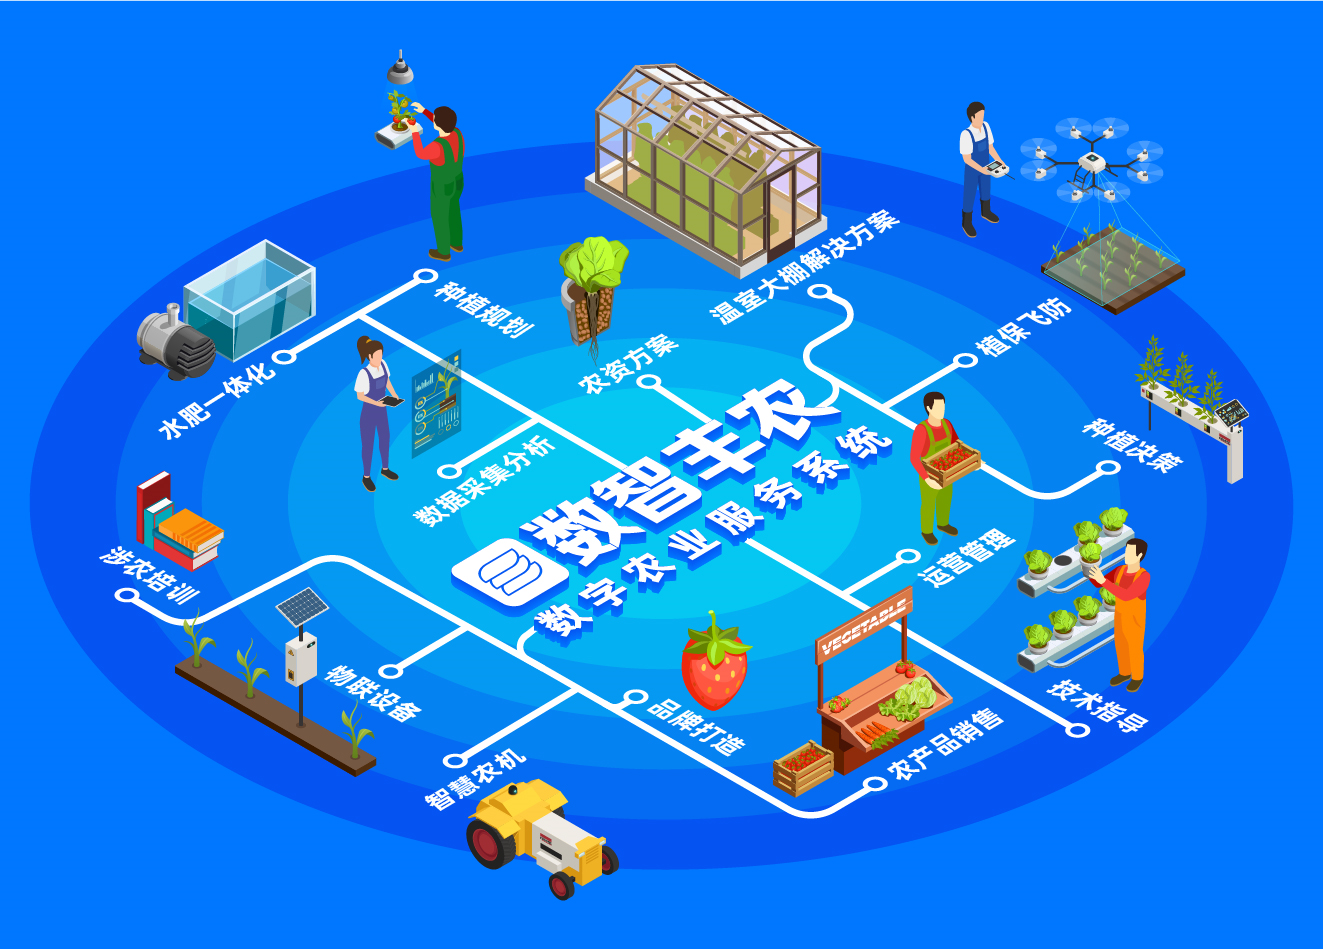 温室大棚解决方案
种植规划
植保飞防
农资方案
水肥一体化
种植决策
数据采集分析
数智丰农
数字农业服务系统
涉农培训
运营管理
VEGETABLE
物联设备
技术指导
品牌打造
农产品销售
智慧农机